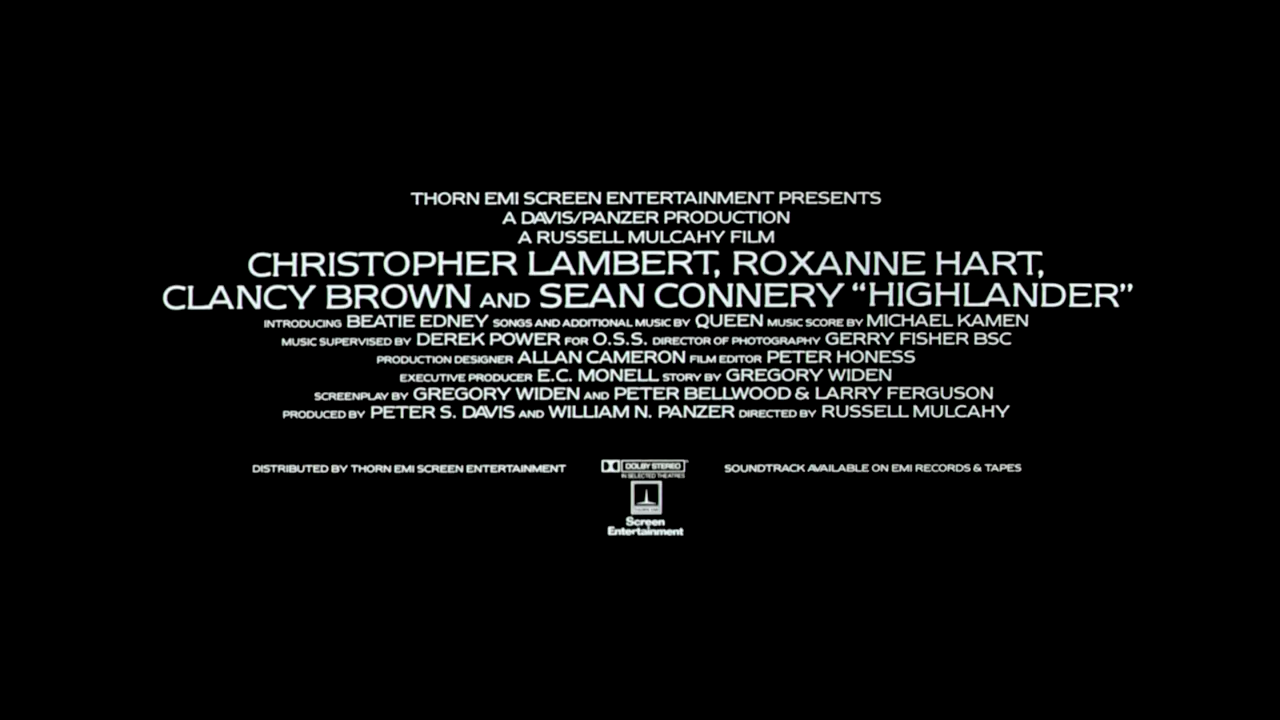 THORN EMI SCREEN ENTERTAINMENT PRESENTS
A DAVIS/PANZER PRODUCTION
A RUSSELL MULCAHY FILM
CHRISTOPHER LAMBERT, ROXANNE HART,
CLANCY BROWN AND SEAN CONNERY “HIGHLANDER”
INTRODUCING BEATIE EDNEY SONGS AND ADDITIONAL MUSIC BY QUEEN MUSIC SCORE BY MICHAEL KAMEN
MUSIC SUPERVISED BY DEREK POWER FOR O.S.S. DIRECTOR OF PHOTOGRAPHY GERRY FISHER BSC
PRODUCTION DESIGNER ALLAN CAMERON FILM EDITOR PETER HONESS
EXECUTIVE PRODUCER E.C. MONELL STORY BY GREGORY WIDEN
SCREENPLAY BY GREGORY WIDEN AND PETER BELLWOOD & LARRY FERGUSON
PRODUCED BY PETER S. DAVIS AND WILLIAM N. PANZER DIRECTED BY RUSSELL MULCAHY
DISTRIBUTED BY THORN EMI SCREEN ENTERTAINMENT
DOLBY STEREO
IN SELECTED THEATRES
SOUNDTRACK AVAILABLE ON EMI RECORDS & TAPES
Screen
Entertainment